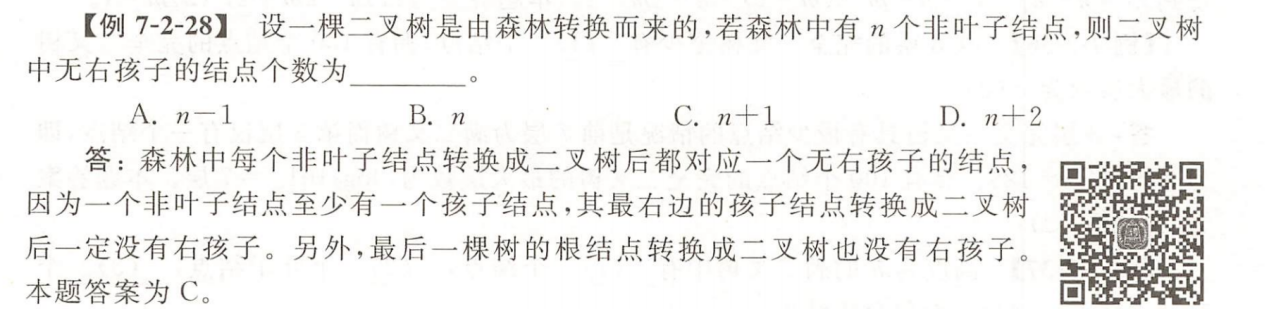 【例 7-2-28】 设一棵二叉树是由森林转换而来的,若森林中有 n 个非叶子结点,则二叉树
中无右孩子的结点个数为________。
A. n-1 B. n C. n+1 D. n+2
答:森林中每个非叶子结点转换成二叉树后都对应一个无右孩子的结点,
因为一个非叶子结点至少有一个孩子结点,其最右边的孩子结点转换成二叉树
后一定没有右孩子。另外,最后一棵树的根结点转换成二叉树也没有右孩子。
本题答案为 C。